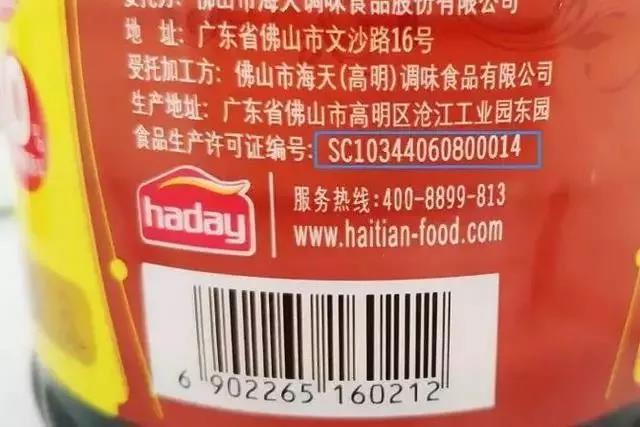 委托方: 佛山市海天调味食品股份有限公司
地 址: 广东省佛山市文沙路16号
受托加工方: 佛山市海天(高明)调味食品有限公司
生产地址: 广东省佛山市高明区沧江工业园东园
食品生产许可证编号: SC10344060800014
haday
服务热线:400-8899-813
www.haitian-food.com
6 902265 160212